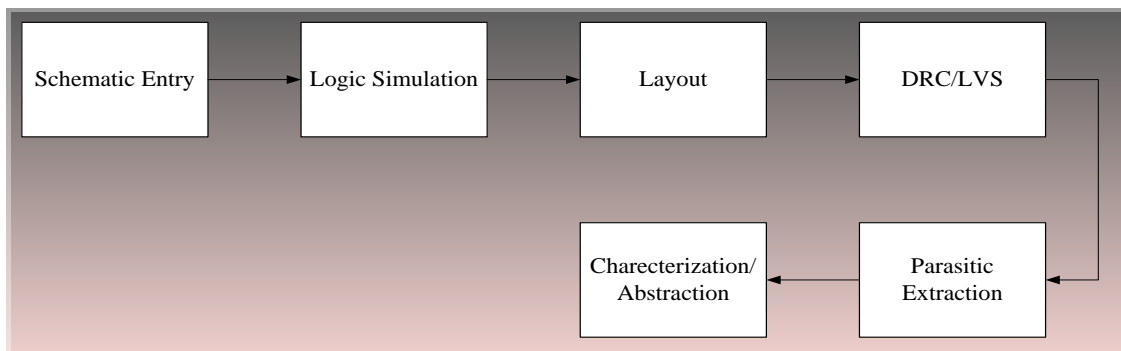 Schematic Entry
Logic Simulation
Layout
DRC/LVS
Charecterization/
Abstraction
Parasitic
Extraction